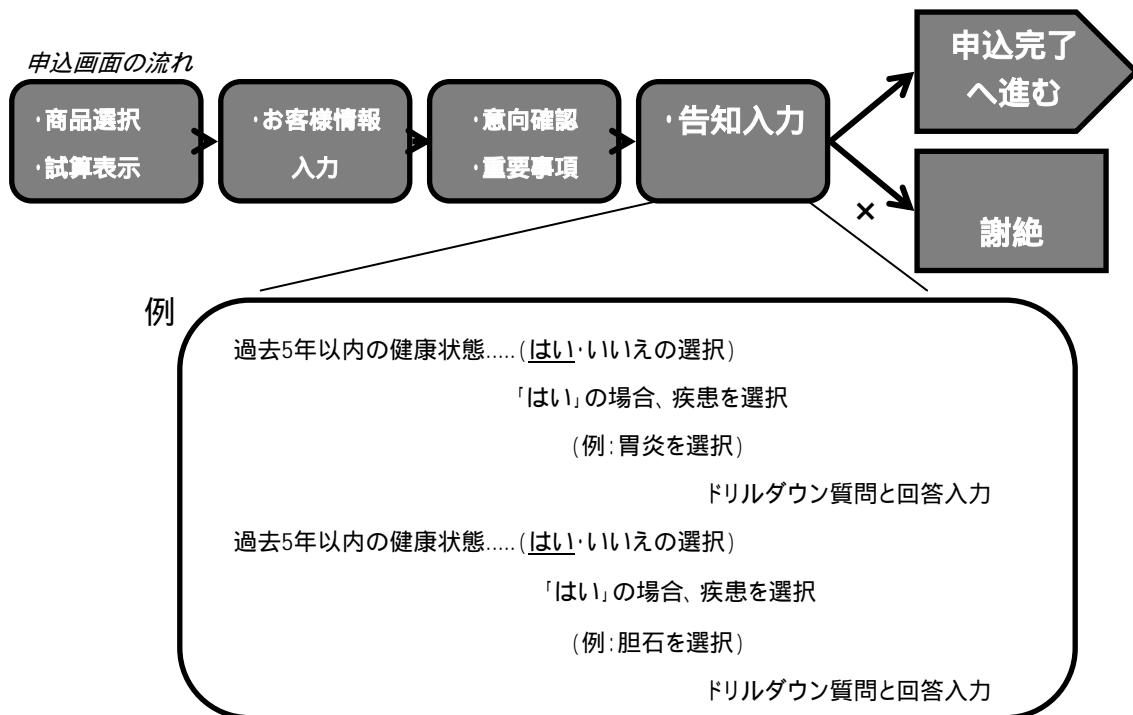 申込画面の流れ
・商品選択
・試算表示
・お客様情報
入力
・意向確認
・重要事項
・告知入力
申込完了
へ進む
×
謝絶
例
過去5年以内の健康状態.....(はい・いいえの選択)
「はい」の場合、疾患を選択
(例:胃炎を選択)
ドリルダウン質問と回答入力
過去5年以内の健康状態.....(はい・いいえの選択)
「はい」の場合、疾患を選択
(例:胆石を選択)
ドリルダウン質問と回答入力